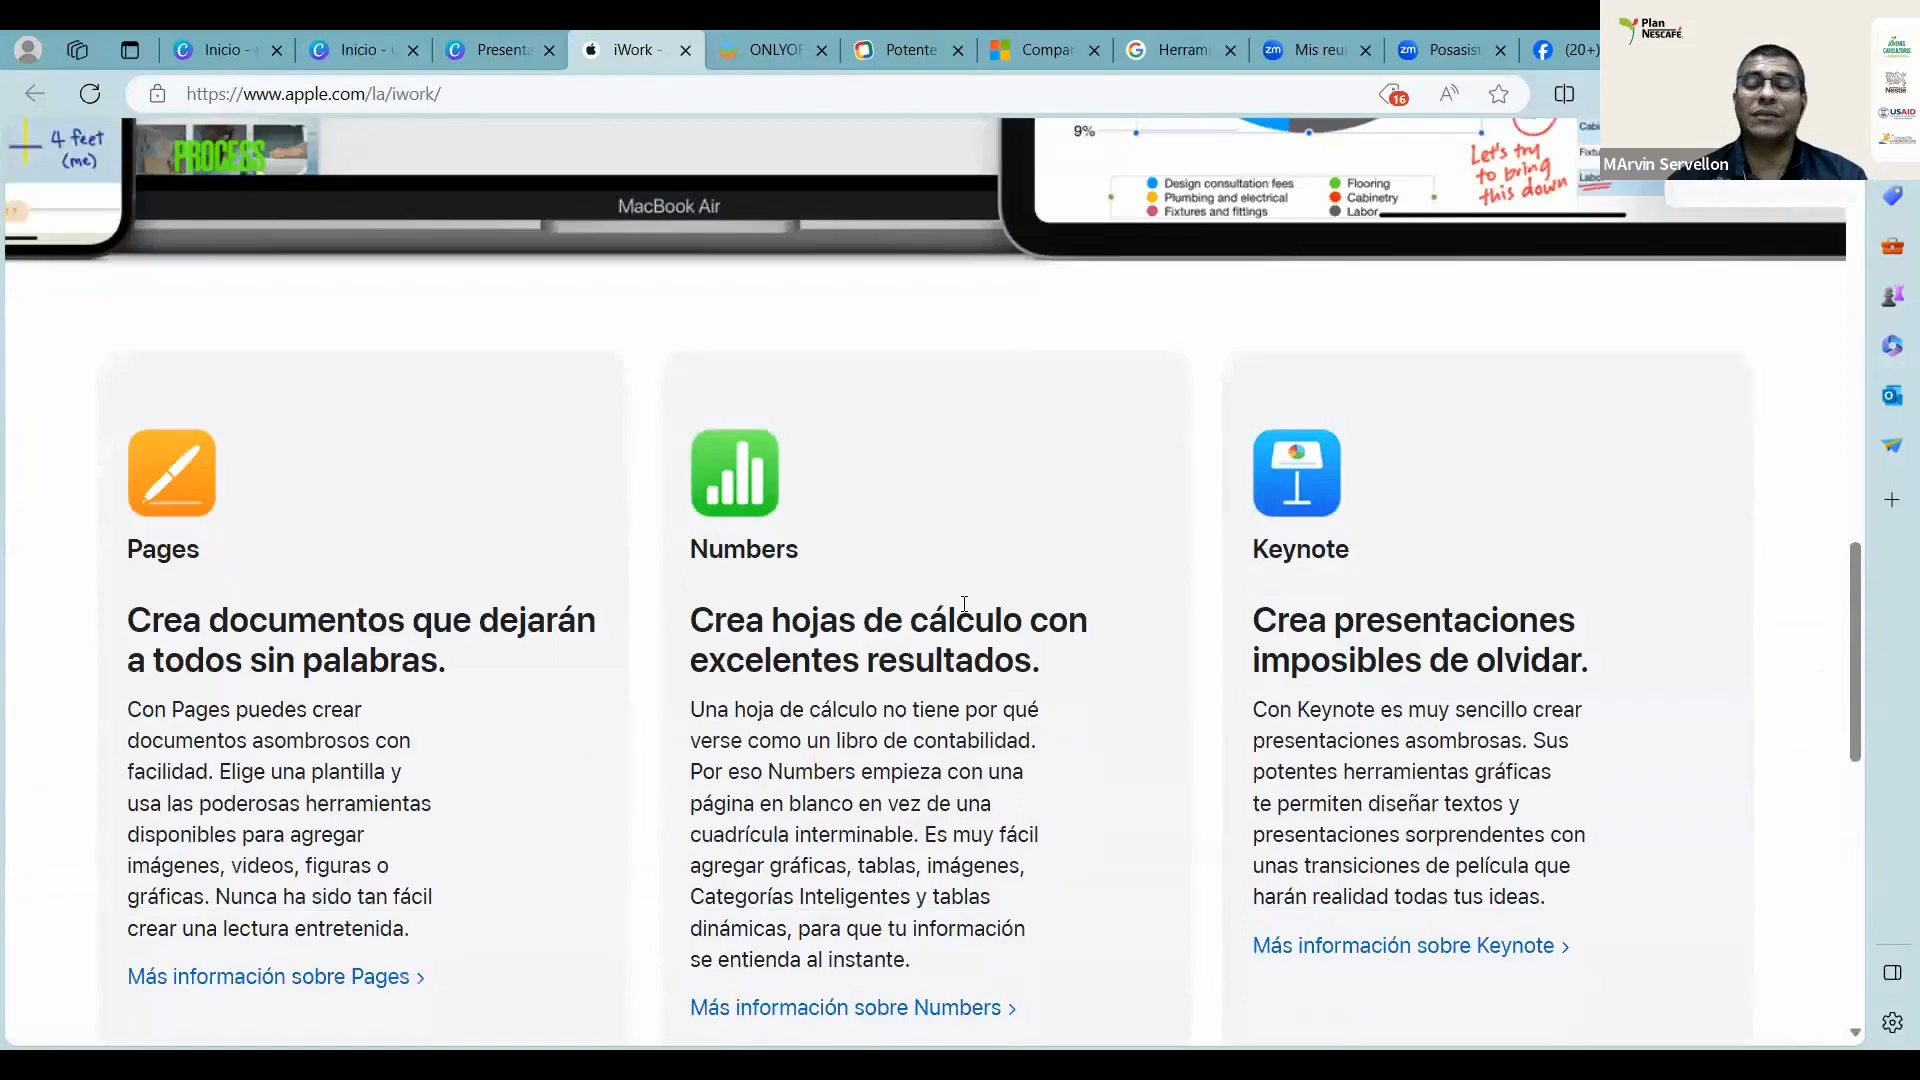 Inicio -
Inicio -
Presenta
iWork -
ONLYOF
Potente
Compar
Herrami
Mis reu
Posasist
(20+)
https://www.apple.com/la/iwork/
16
Plan
NESCAFÉ.
Nestlé
USAID
MArvin Servellon
4 feet
(me)
PROCESS
MacBook Air
9%
Design consultation fees
Flooring
Plumbing and electrical
Cabinetry
Fixtures and fittings
Labor
Let's try
to bring
this down
Pages
Crea documentos que dejarán
a todos sin palabras.
Con Pages puedes crear
documentos asombrosos con
facilidad. Elige una plantilla y
usa las poderosas herramientas
disponibles para agregar
imágenes, videos, figuras o
gráficas. Nunca ha sido tan fácil
crear una lectura entretenida.
Más información sobre Pages >
Numbers
Crea hojas de cálculo con
excelentes resultados.
Una hoja de cálculo no tiene por qué
verse como un libro de contabilidad.
Por eso Numbers empieza con una
página en blanco en vez de una
cuadrícula interminable. Es muy fácil
agregar gráficas, tablas, imágenes,
Categorías Inteligentes y tablas
dinámicas, para que tu información
se entienda al instante.
Más información sobre Numbers >
Keynote
Crea presentaciones
imposibles de olvidar.
Con Keynote es muy sencillo crear
presentaciones asombrosas. Sus
potentes herramientas gráficas
te permiten diseñar textos y
presentaciones sorprendentes con
unas transiciones de película que
harán realidad todas tus ideas.
Más información sobre Keynote >